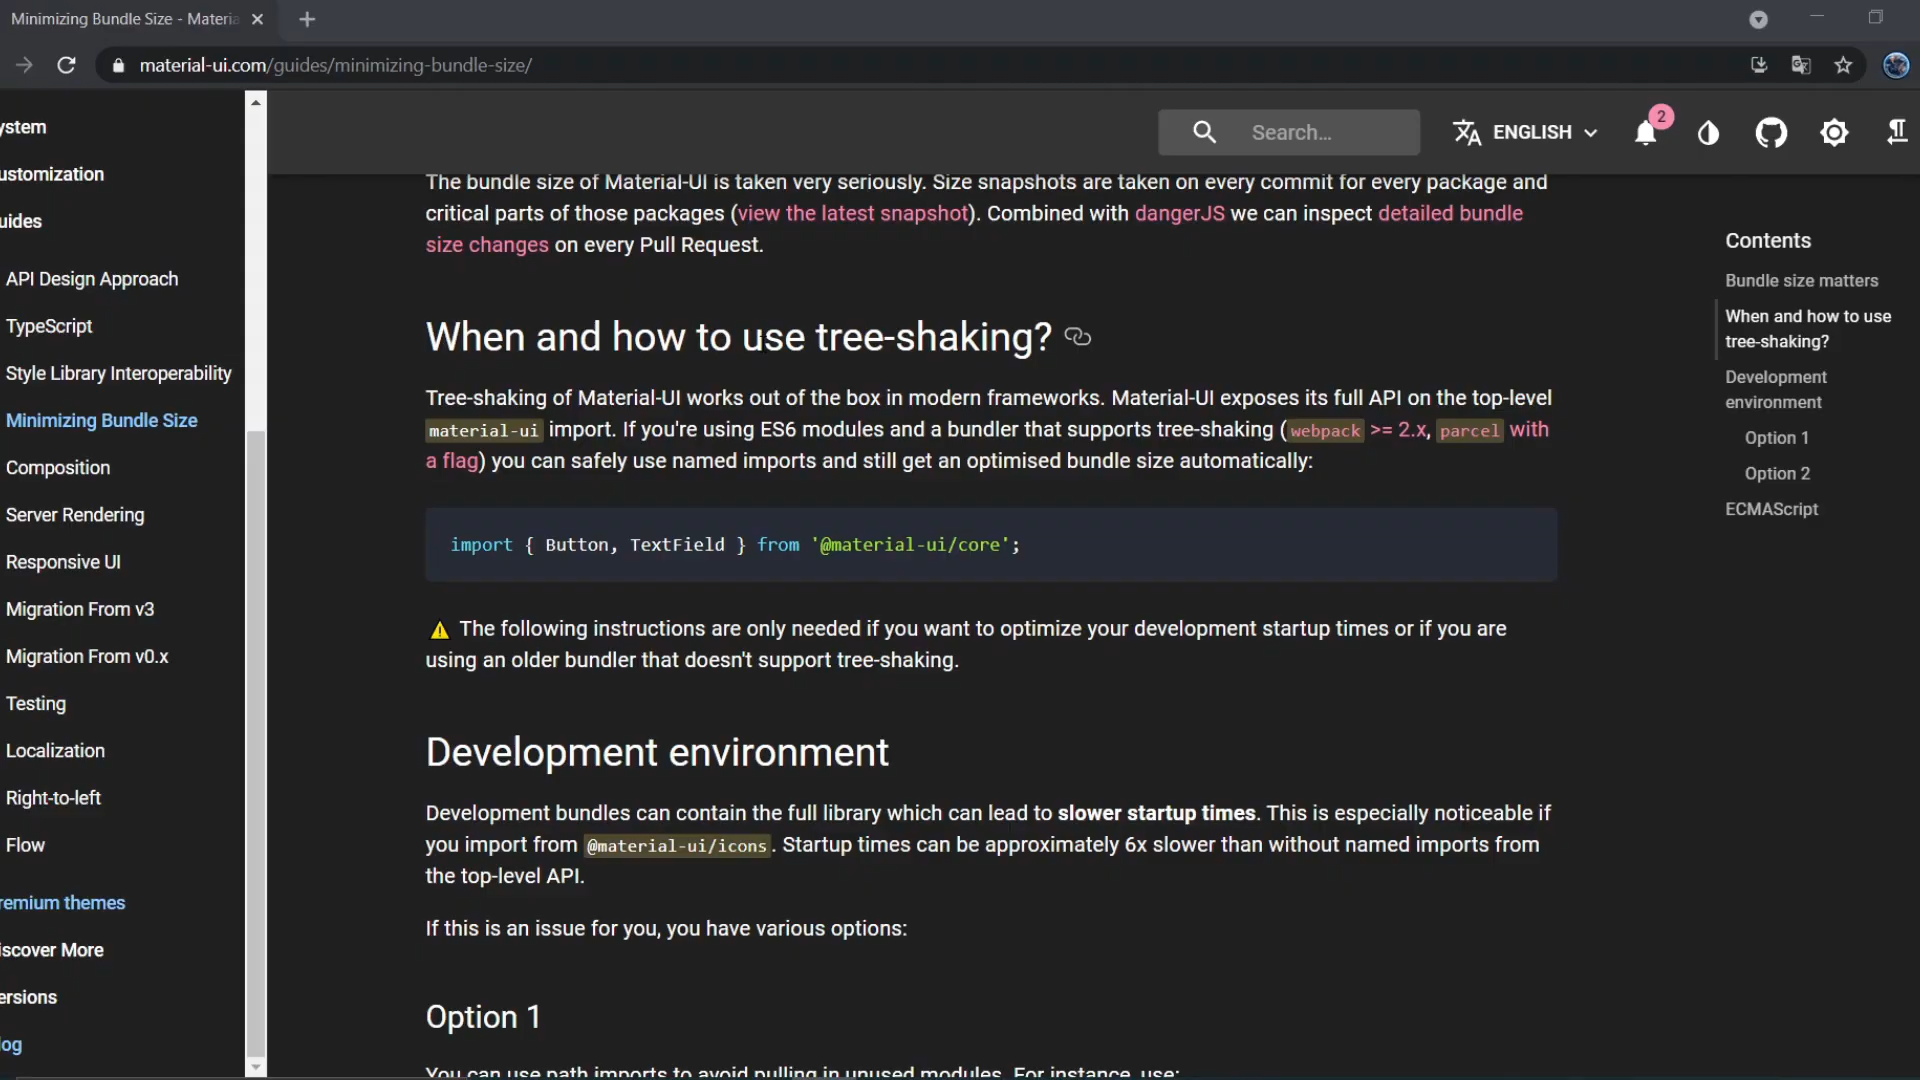 Minimizing Bundle Size - Materia
material-ui.com/guides/minimizing-bundle-size/
Search…
ENGLISH
2
ystem
ustomization
uides
API Design Approach
TypeScript
Style Library Interoperability
Minimizing Bundle Size
Composition
Server Rendering
Responsive UI
Migration From v3
Migration From v0.x
Testing
Localization
Right-to-left
Flow
remium themes
iscover More
ersions
log
The bundle size of Material-UI is taken very seriously. Size snapshots are taken on every commit for every package and
critical parts of those packages (view the latest snapshot). Combined with dangerJS we can inspect detailed bundle
size changes on every Pull Request.
When and how to use tree-shaking?
Tree-shaking of Material-UI works out of the box in modern frameworks. Material-UI exposes its full API on the top-level
material-ui import. If you're using ES6 modules and a bundler that supports tree-shaking (webpack >= 2.x, parcel with
a flag) you can safely use named imports and still get an optimised bundle size automatically:
import { Button, TextField } from '@material-ui/core';
⚠️ The following instructions are only needed if you want to optimize your development startup times or if you are
using an older bundler that doesn't support tree-shaking.
Development environment
Development bundles can contain the full library which can lead to slower startup times. This is especially noticeable if
you import from @material-ui/icons. Startup times can be approximately 6x slower than without named imports from
the top-level API.
If this is an issue for you, you have various options:
Option 1
You can use path imports to avoid pulling in unused modules. For instance, use:
Contents
Bundle size matters
When and how to use
tree-shaking?
Development
environment
Option 1
Option 2
ECMAScript